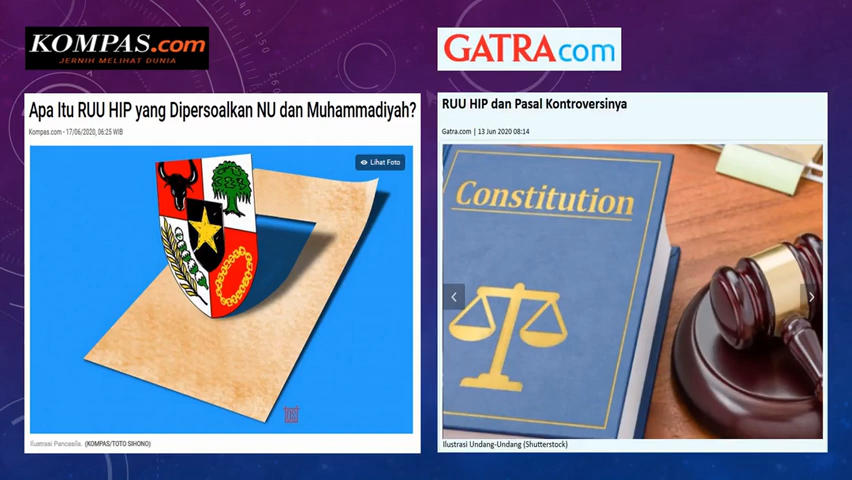 KOMPAS.com
JERNIH MELIHAT DUNIA
Apa Itu RUU HIP yang Dipersoalkan NU dan Muhammadiyah?
Kompas.com - 17/06/2020, 06:25 WIB
Lihat Foto
Ilustrasi Pancasila. (KOMPAS/TOTO SIHONO)
GATRAcom
RUU HIP dan Pasal Kontroversinya
Gatra.com | 13 Jun 2020 08:14
Constitution
Ilustrasi Undang-Undang (Shutterstock)